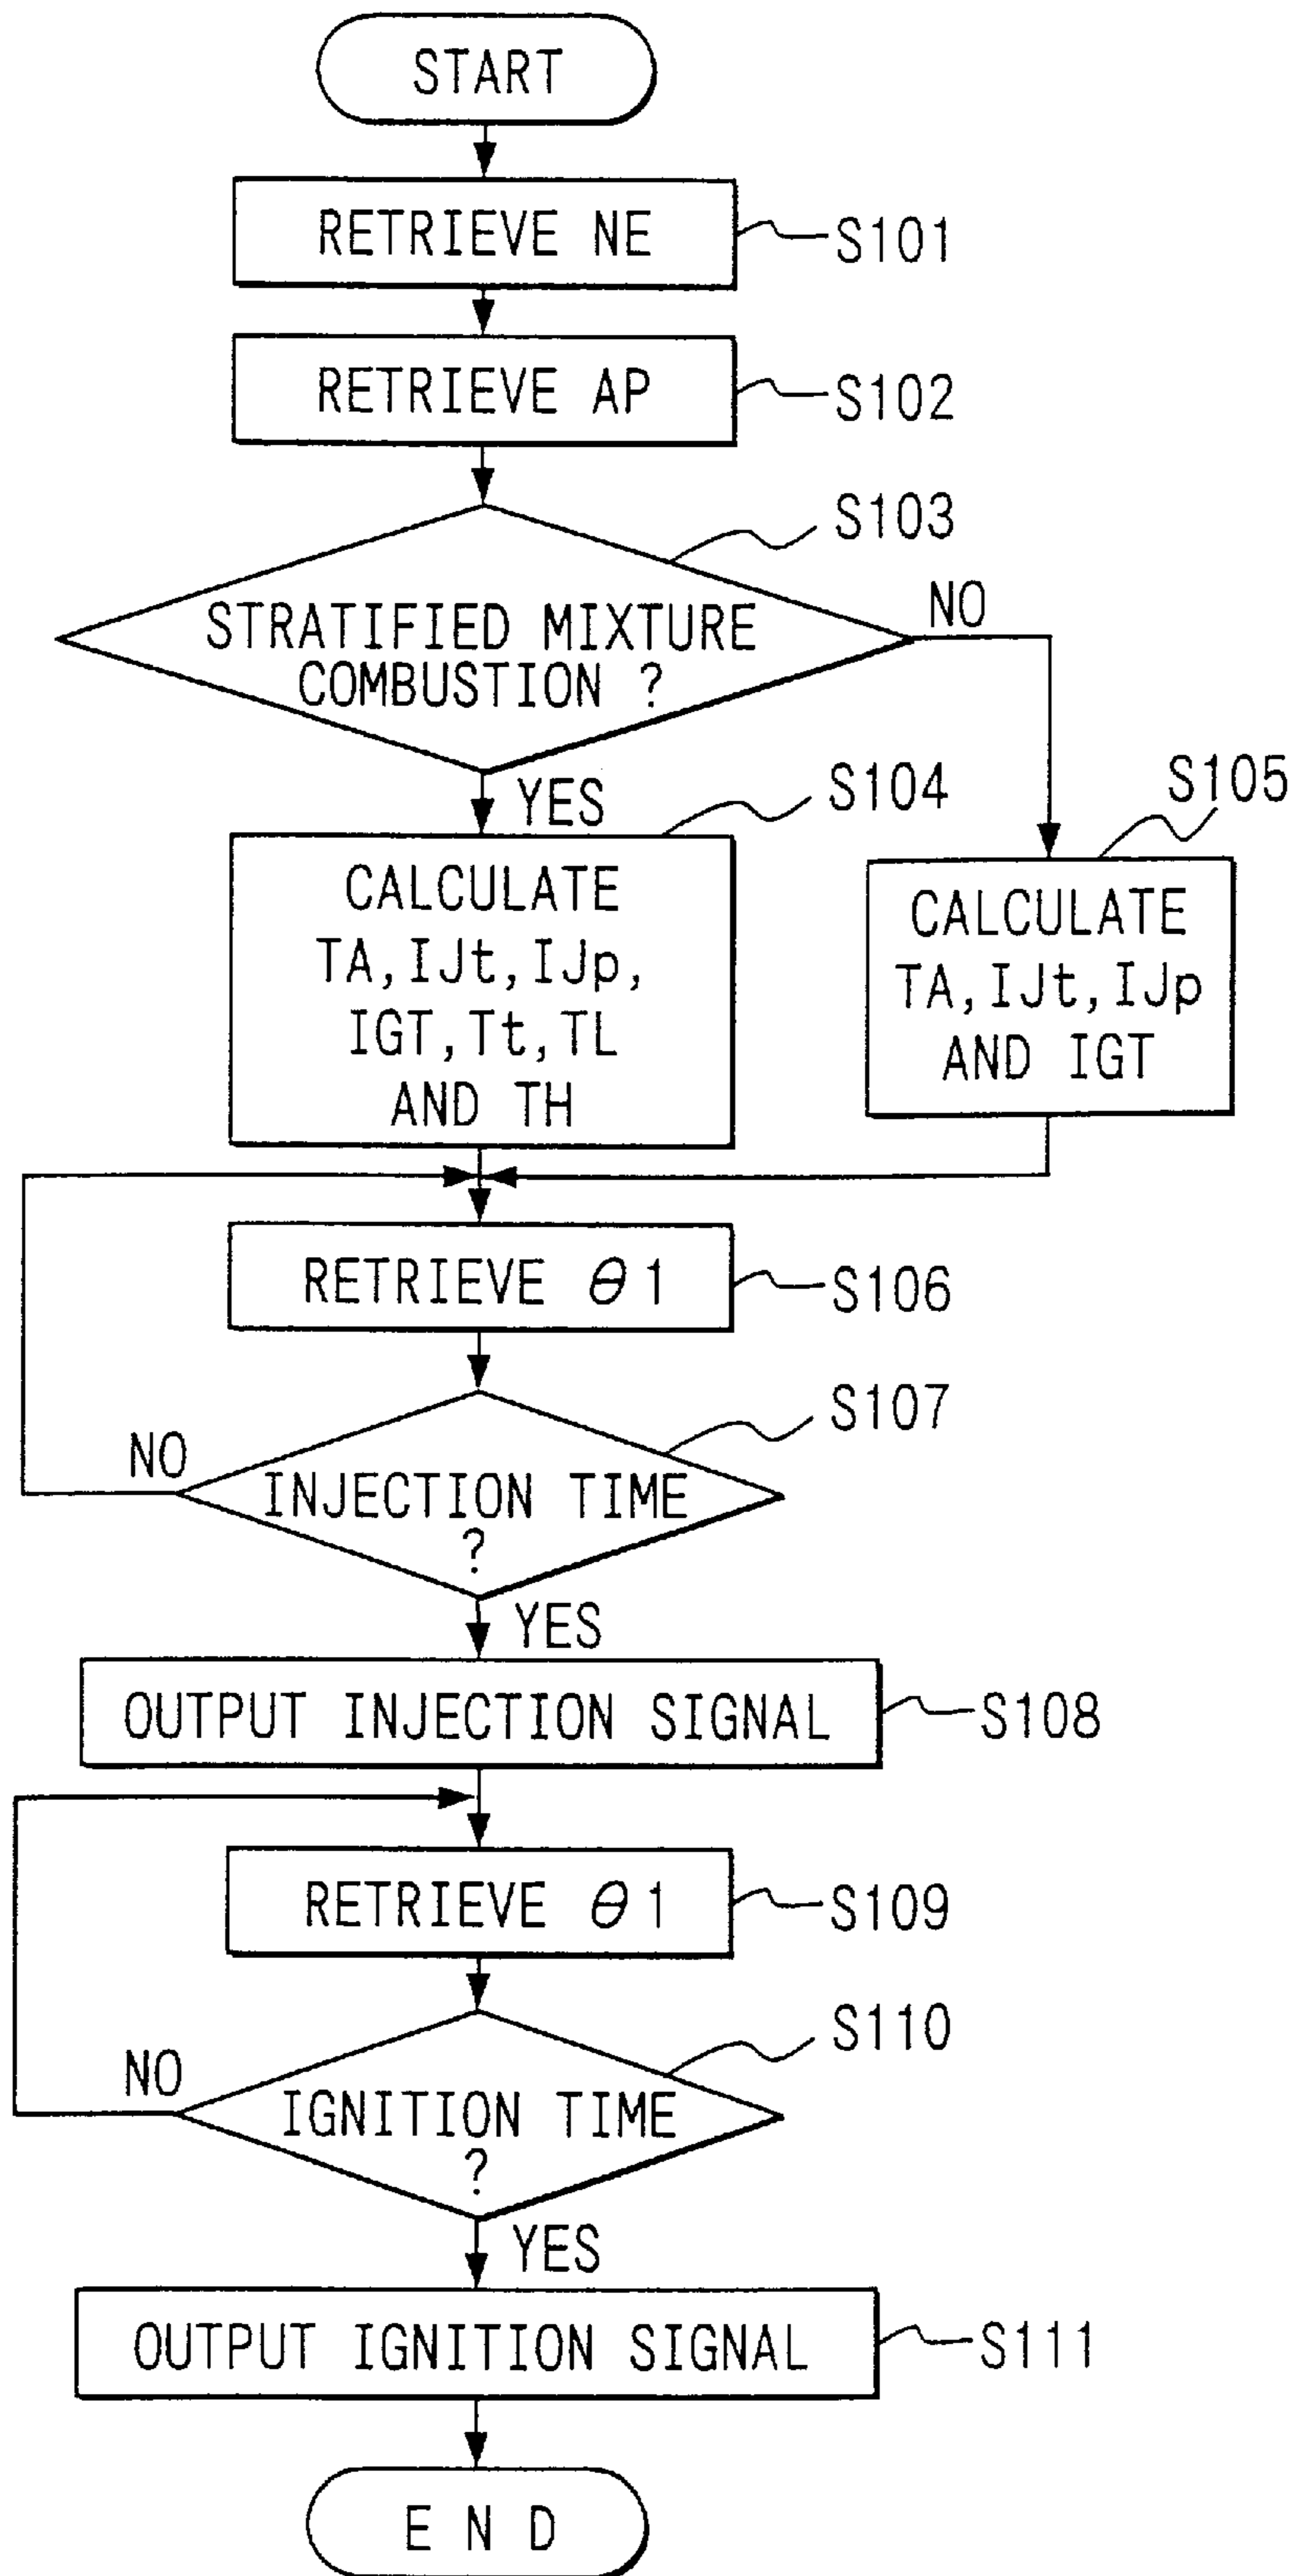 START
RETRIEVE NE
S101
RETRIEVE AP
S102
S103
STRATIFIED MIXTURE
COMBUSTION ?
NO
YES
S104
S105
CALCULATE
TA, IJt, IJp,
IGT, Tt, TL
AND TH
CALCULATE
TA, IJt, IJp
AND IGT
RETRIEVE θ1
S106
S107
NO
INJECTION TIME
?
YES
OUTPUT INJECTION SIGNAL
S108
RETRIEVE θ1
S109
S110
NO
IGNITION TIME
?
YES
OUTPUT IGNITION SIGNAL
S111
END